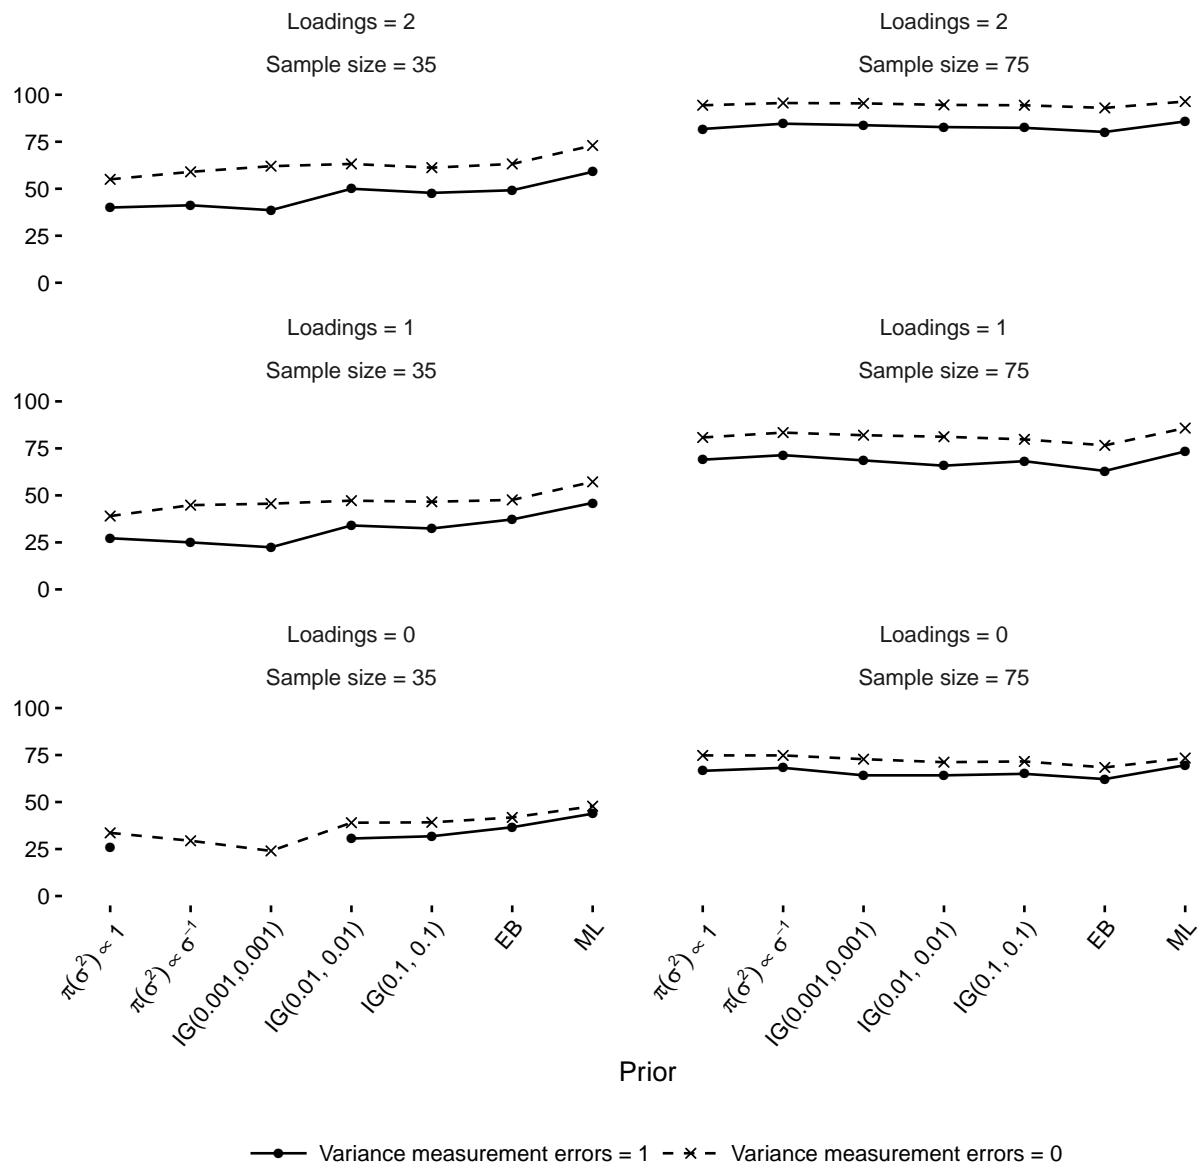 Loadings = 2
Sample size = 35
Loadings = 2
Sample size = 75
100
75
50
25
0
Loadings = 1
Sample size = 35
Loadings = 1
Sample size = 75
100
75
50
25
0
Loadings = 0
Sample size = 35
Loadings = 0
Sample size = 75
100
75
50
25
0
π(σ²) ∝ 1
π(σ²) ∝ σ⁻¹
IG(0.001,0.001)
IG(0.01, 0.01)
IG(0.1, 0.1)
EB
ML
π(σ²) ∝ 1
π(σ²) ∝ σ⁻¹
IG(0.001,0.001)
IG(0.01, 0.01)
IG(0.1, 0.1)
EB
ML
Prior
Variance measurement errors = 1 Variance measurement errors = 0